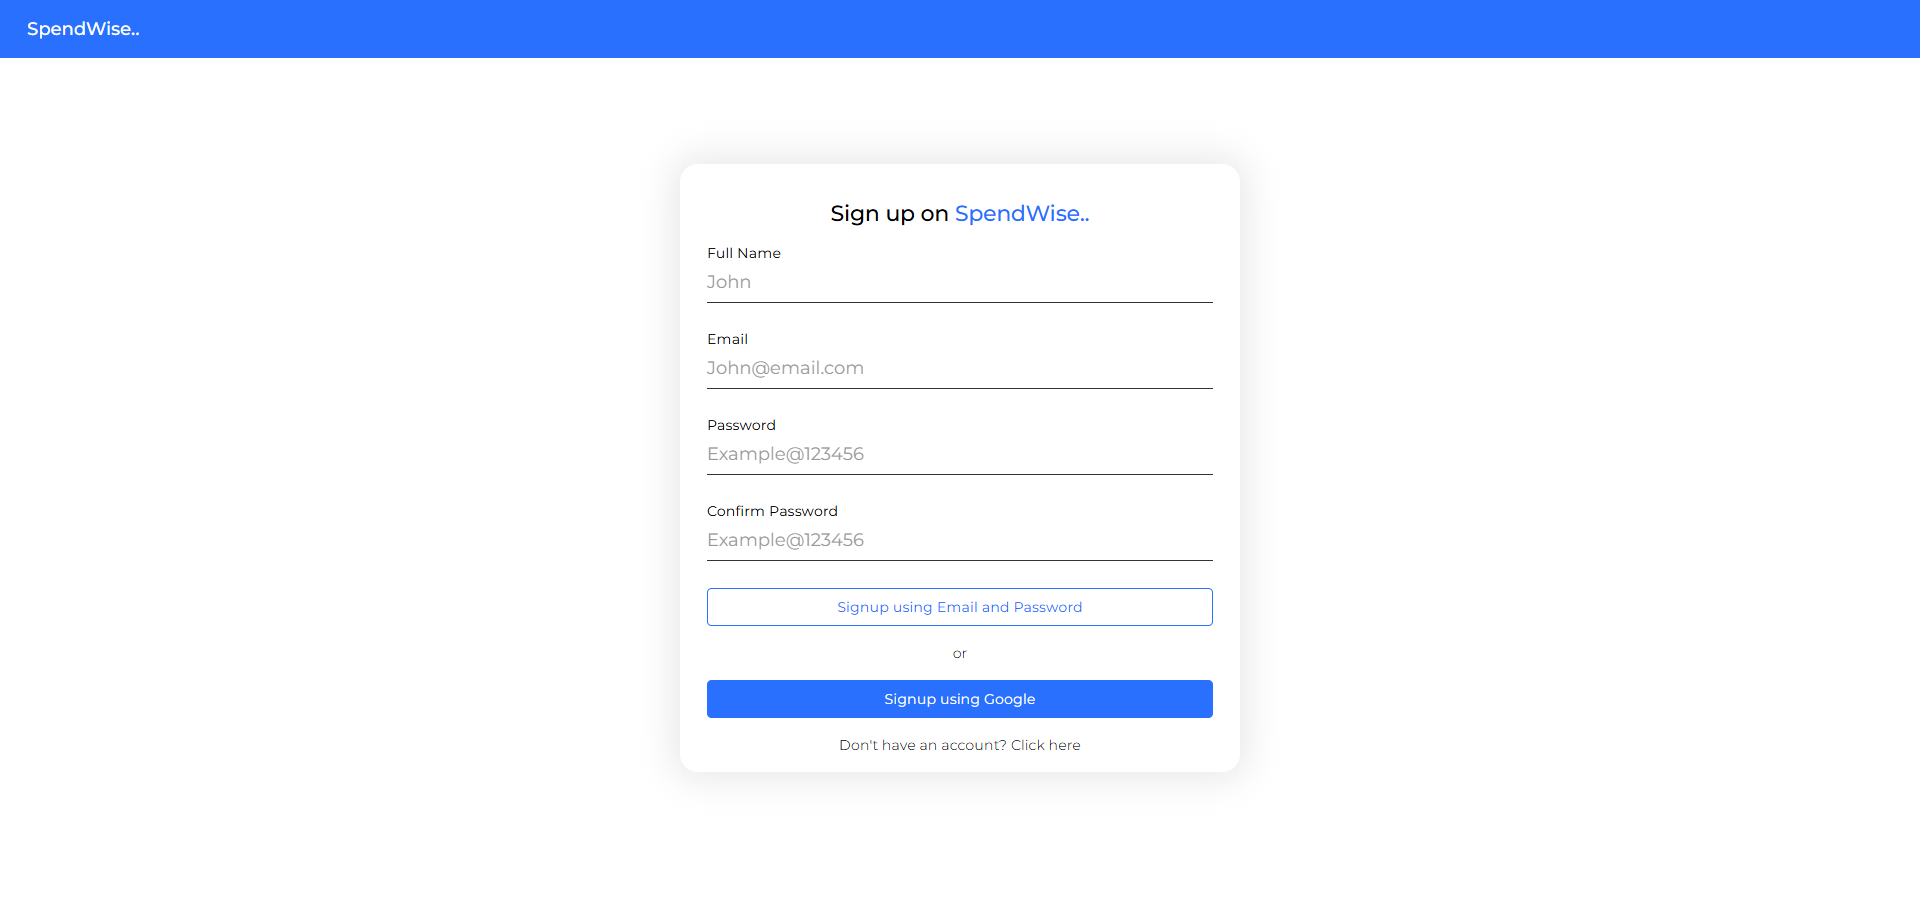 SpendWise..
Sign up on SpendWise..
Full Name
John
Email
John@email.com
Password
Example@123456
Confirm Password
Example@123456
Signup using Email and Password
or
Signup using Google
Don't have an account? Click here